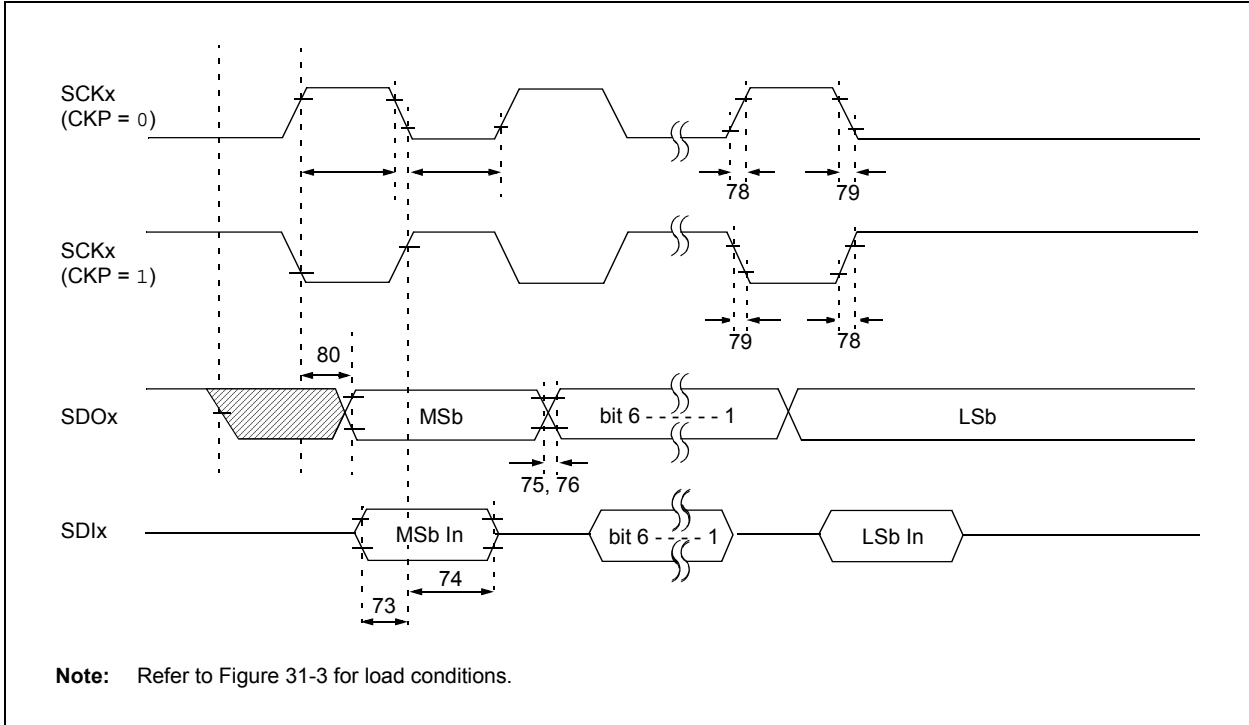 SCKx
(CKP = 0)
78
79
SCKx
(CKP = 1)
79
78
80
SDOx
MSb
bit 6 - - - - - - 1
LSb
75, 76
SDIx
MSb In
bit 6 - - - - - 1
LSb In
74
73
Note: Refer to Figure 31-3 for load conditions.